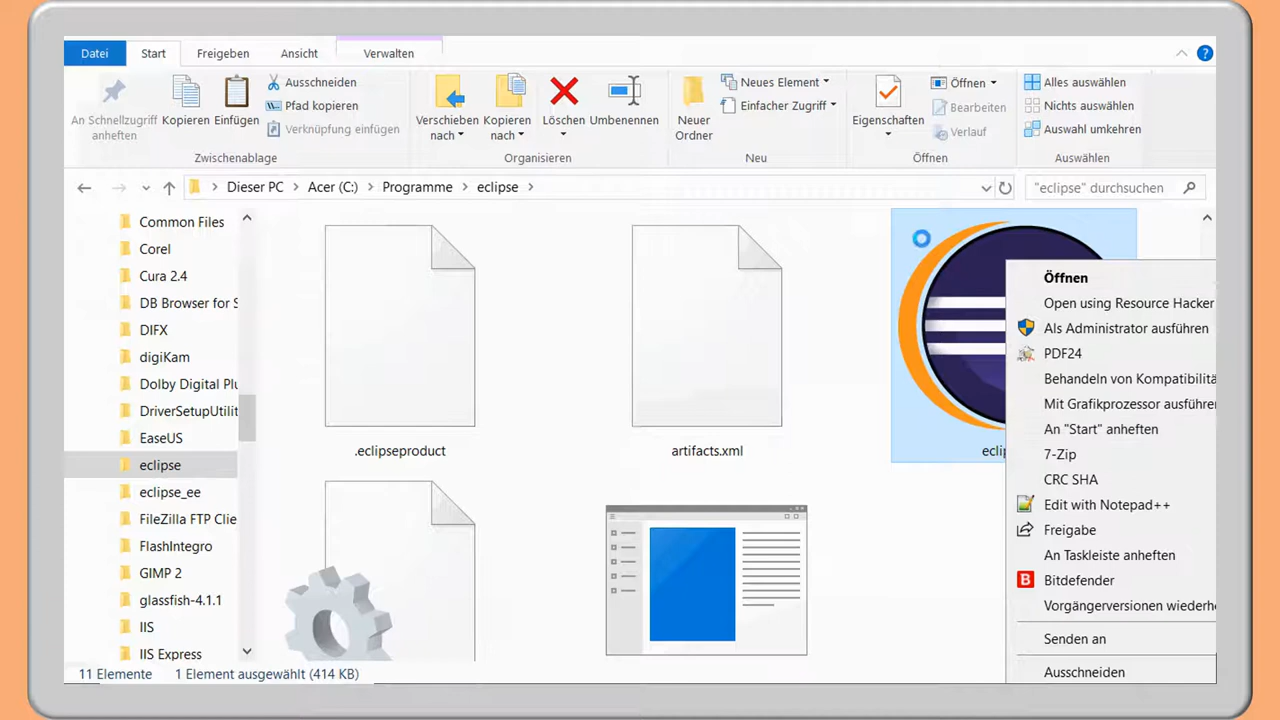 Datei
Start
Freigeben
Ansicht
Verwalten
An Schnellzugriff
anheften
Kopieren
Einfügen
Ausschneiden
Pfad kopieren
Verknüpfung einfügen
Zwischenablage
Verschieben
nach
Kopieren
nach
Löschen
Umbenennen
Organisieren
Neuer
Ordner
Neues Element
Einfacher Zugriff
Neu
Eigenschaften
Öffnen
Bearbeiten
Verlauf
Öffnen
Alles auswählen
Nichts auswählen
Auswahl umkehren
Auswählen
Dieser PC
Acer (C:)
Programme
eclipse
"eclipse" durchsuchen
Common Files
Corel
Cura 2.4
DB Browser for S
DIFX
digiKam
Dolby Digital Plu
DriverSetupUtilit
EaseUS
eclipse
eclipse_ee
FileZilla FTP Clie
FlashIntegro
GIMP 2
glassfish-4.1.1
IIS
IIS Express
.eclipseproduct
artifacts.xml
eclip
Öffnen
Open using Resource Hacker
Als Administrator ausführen
PDF24
Behandeln von Kompatibilitä
Mit Grafikprozessor ausführer
An "Start" anheften
7-Zip
CRC SHA
Edit with Notepad++
Freigabe
An Taskleiste anheften
Bitdefender
Vorgängerversionen wiederhe
Senden an
Ausschneiden
11 Elemente
1 Element ausgewählt (414 KB)